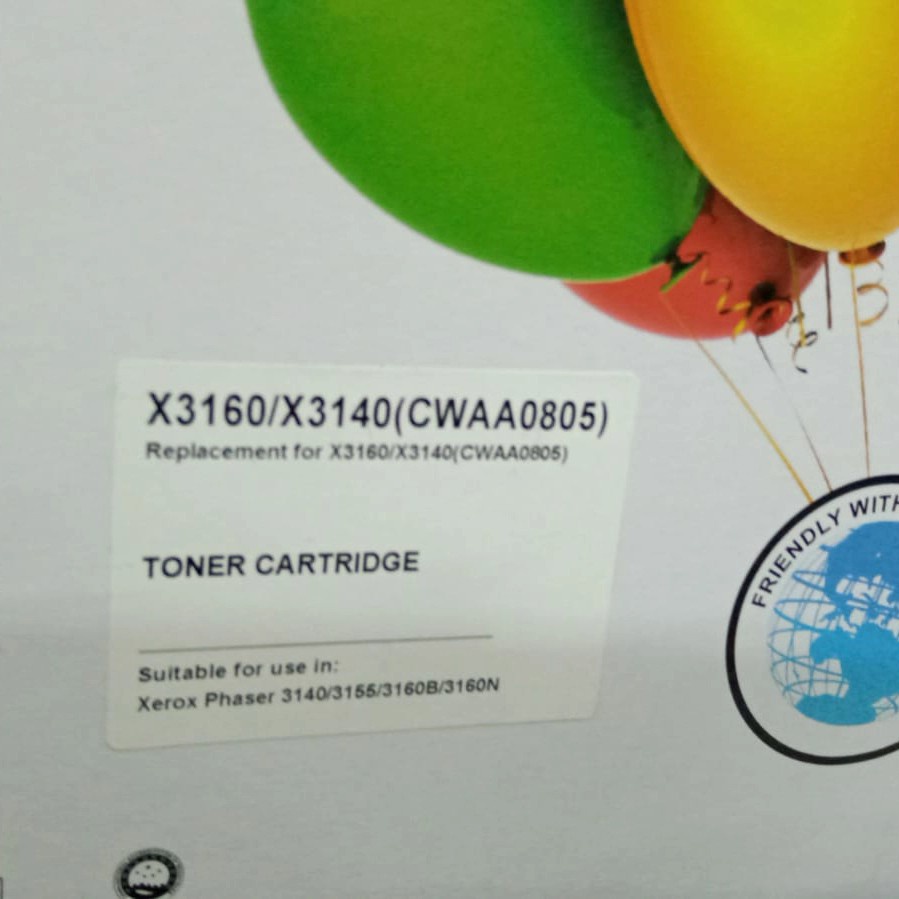 X3160/X3140(CWAA0805)
Replacement for X3160/X3140(CWAA0805)
TONER CARTRIDGE
Suitable for use in:
Xerox Phaser 3140/3155/3160B/3160N
FRIENDLY WITH